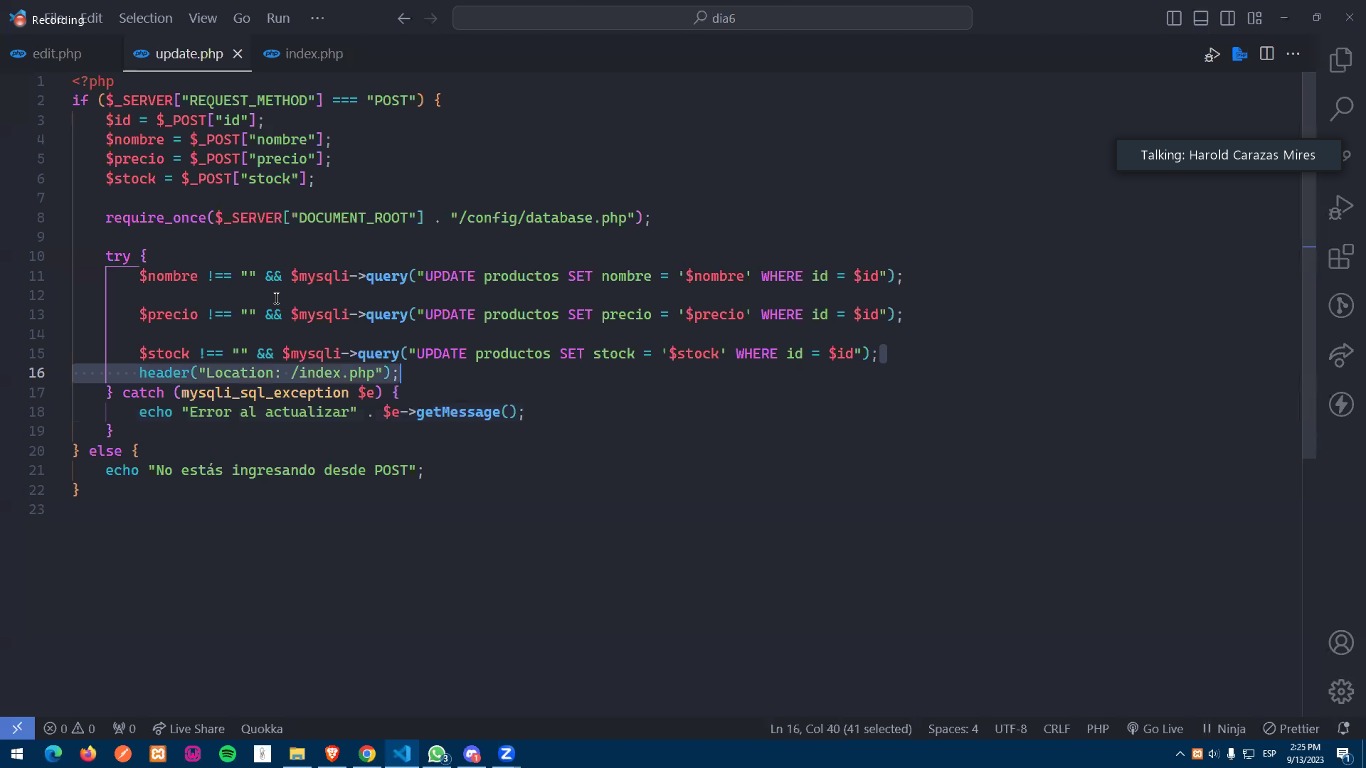 Recording
File Edit Selection View Go Run ···
dia6
edit.php update.php index.php
1 <?php
2 if ($_SERVER["REQUEST_METHOD"] === "POST") {
3 $id = $_POST["id"];
4 $nombre = $_POST["nombre"];
5 $precio = $_POST["precio"];
6 $stock = $_POST["stock"];
7
8 require_once($_SERVER["DOCUMENT_ROOT"] . "/config/database.php");
9
10 try {
11 $nombre !== "" && $mysqli->query("UPDATE productos SET nombre = '$nombre' WHERE id = $id");
12
13 $precio !== "" && $mysqli->query("UPDATE productos SET precio = '$precio' WHERE id = $id");
14
15 $stock !== "" && $mysqli->query("UPDATE productos SET stock = '$stock' WHERE id = $id");
16 header("Location: /index.php");
17 } catch (mysqli_sql_exception $e) {
18 echo "Error al actualizar" . $e->getMessage();
19 }
20 } else {
21 echo "No estás ingresando desde POST";
22 }
23
Talking: Harold Carazas Mires
0 0 0 Live Share Quokka Ln 16, Col 40 (41 selected) Spaces: 4 UTF-8 CRLF PHP Go Live Ninja Prettier
3 ESP 2:25 PM
9/13/2023 1